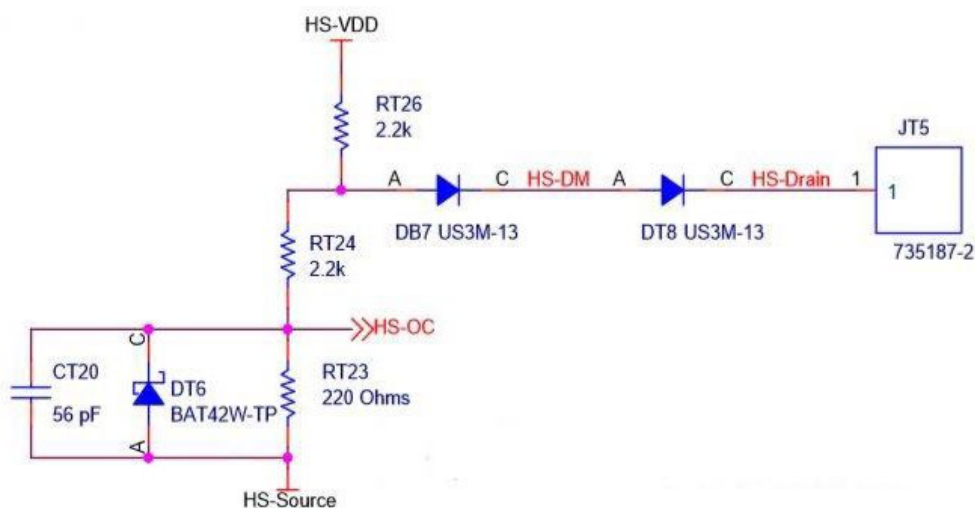 HS-VDD
RT26
2.2k
JT5
A
C
HS-DM
A
C
HS-Drain
1
1
DB7 US3M-13
DT8 US3M-13
735187-2
RT24
2.2k
HS-OC
C
CT20
56 pF
DT6
BAT42W-TP
A
RT23
220 Ohms
HS-Source